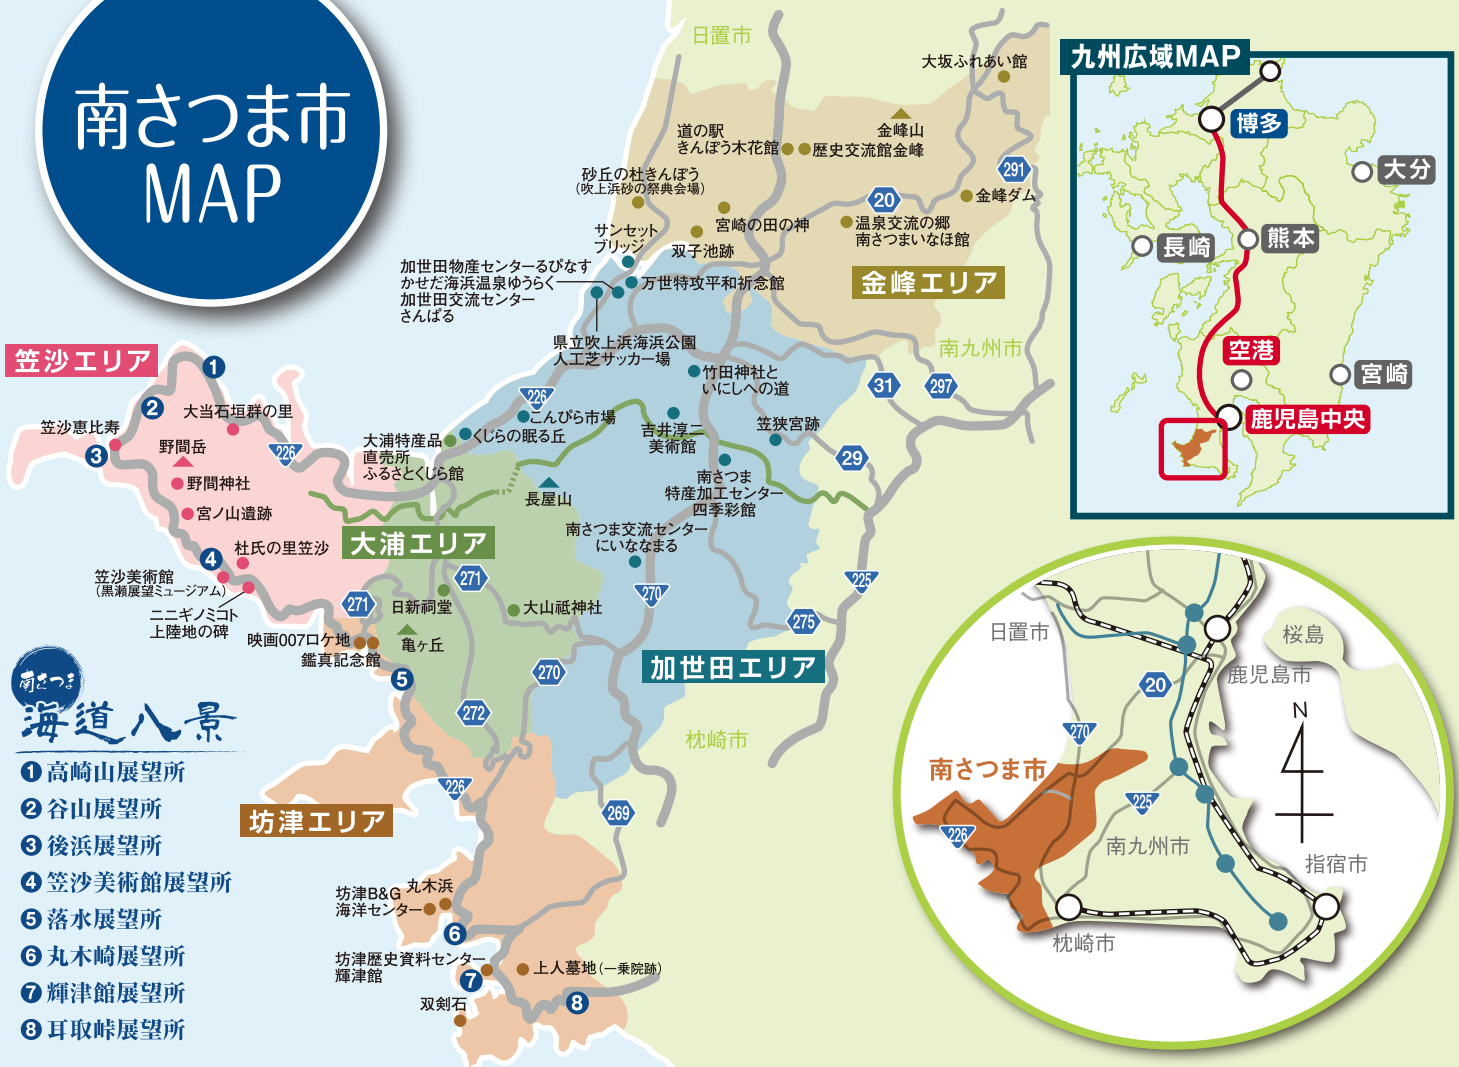 南さつま市
MAP
日置市
大坂ふれあい館
金峰山
道の駅
きんぽう木花館
歴史交流館金峰
砂丘の杜きんぽう
(吹上浜砂の祭典会場)
291
20
金峰ダム
宮崎の田の神
温泉交流の郷
南さつまいなほ館
サンセット
ブリッジ
双子池跡
金峰エリア
加世田物産センターるぴなす
かせだ海浜温泉ゆうらく
加世田交流センター
さんぱる
万世特攻平和祈念館
県立吹上浜海浜公園
人工芝サッカー場
南九州市
竹田神社と
いにしへの道
31
297
226
笠沙エリア
1
2
大当石垣群の里
笠沙恵比寿
3
野間岳
226
野間神社
宮ノ山遺跡
4
杜氏の里笠沙
笠沙美術館
(黒瀬展望ミュージアム)
ニニギノミコト
上陸地の碑
こんぴら市場
くじらの眠る丘
大浦特産品
直売所
ふるさとくじら館
吉井淳二
美術館
笠狭宮跡
29
南さつま
特産加工センター
四季彩館
長屋山
南さつま交流センター
にいななまる
大浦エリア
271
271
日新祠堂
大山祗神社
270
225
275
映画007ロケ地
鑑真記念館
亀ヶ丘
5
270
272
加世田エリア
枕崎市
226
坊津エリア
269
坊津B&G
海洋センター
丸木浜
6
坊津歴史資料センター
輝津館
7
上人墓地(一乗院跡)
双剣石
8
南さつま
海道八景
1 高崎山展望所
2 谷山展望所
3 後浜展望所
4 笠沙美術館展望所
5 落水展望所
6 丸木崎展望所
7 輝津館展望所
8 耳取峠展望所
九州広域MAP
博多
大分
長崎
熊本
空港
宮崎
鹿児島中央
日置市
桜島
鹿児島市
20
N
270
南さつま市
225
226
南九州市
指宿市
枕崎市